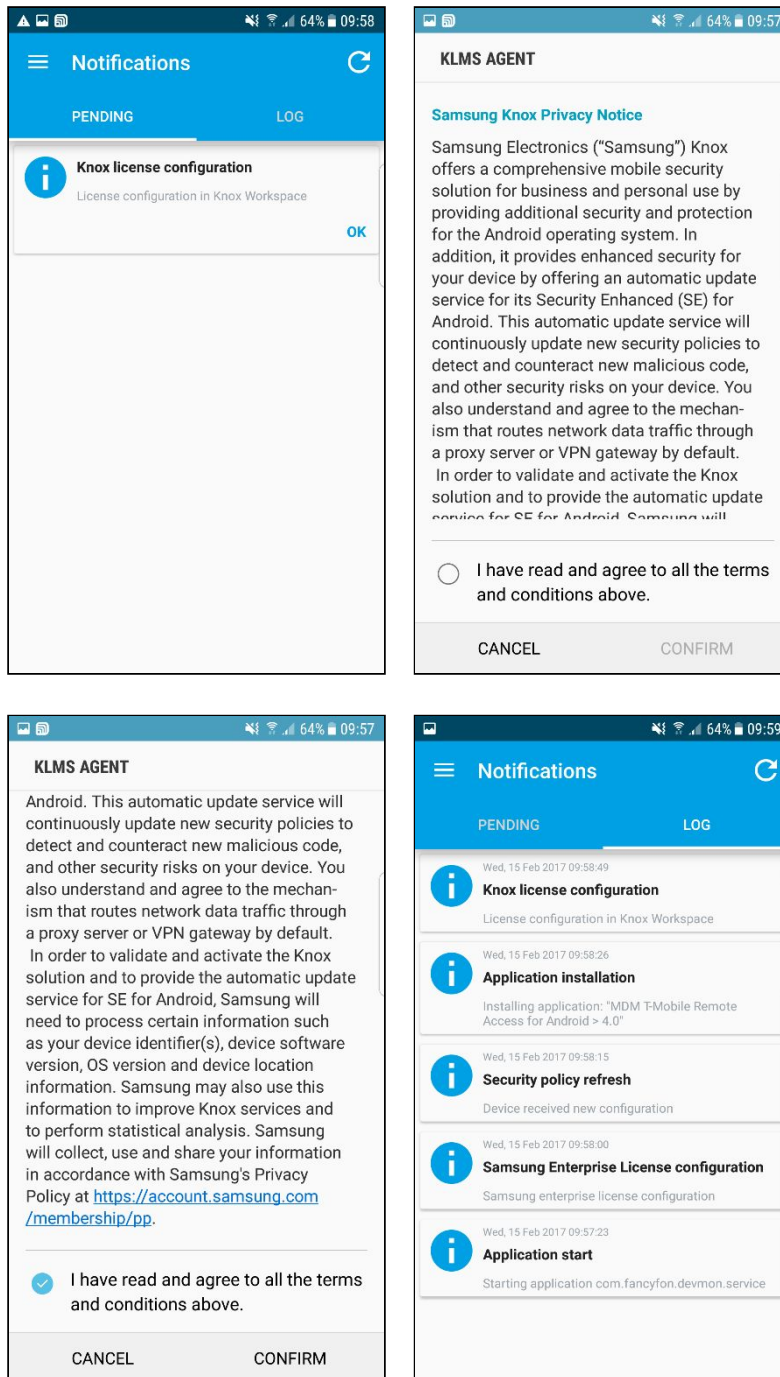 64% 09:58
Notifications
PENDING LOG
Knox license configuration
License configuration in Knox Workspace
OK
64% 09:57
KLMS AGENT
Samsung Knox Privacy Notice
Samsung Electronics (“Samsung”) Knox
offers a comprehensive mobile security
solution for business and personal use by
providing additional security and protection
for the Android operating system. In
addition, it provides enhanced security for
your device by offering an automatic update
service for its Security Enhanced (SE) for
Android. This automatic update service will
continuously update new security policies to
detect and counteract new malicious code,
and other security risks on your device. You
also understand and agree to the mechan-
ism that routes network data traffic through
a proxy server or VPN gateway by default.
In order to validate and activate the Knox
solution and to provide the automatic update
service for SE for Android, Samsung will
I have read and agree to all the terms
and conditions above.
CANCEL CONFIRM
64% 09:57
KLMS AGENT
Android. This automatic update service will
continuously update new security policies to
detect and counteract new malicious code,
and other security risks on your device. You
also understand and agree to the mechan-
ism that routes network data traffic through
a proxy server or VPN gateway by default.
In order to validate and activate the Knox
solution and to provide the automatic update
service for SE for Android, Samsung will
need to process certain information such
as your device identifier(s), device software
version, OS version and device location
information. Samsung may also use this
information to improve Knox services and
to perform statistical analysis. Samsung
will collect, use and share your information
in accordance with Samsung's Privacy
Policy at https://account.samsung.com
/membership/pp.
I have read and agree to all the terms
and conditions above.
CANCEL CONFIRM
64% 09:59
Notifications
PENDING LOG
Wed, 15 Feb 2017 09:58:49
Knox license configuration
License configuration in Knox Workspace
Wed, 15 Feb 2017 09:58:26
Application installation
Installing application: "MDM T-Mobile Remote
Access for Android > 4.0"
Wed, 15 Feb 2017 09:58:15
Security policy refresh
Device received new configuration
Wed, 15 Feb 2017 09:58:00
Samsung Enterprise License configuration
Samsung enterprise license configuration
Wed, 15 Feb 2017 09:57:23
Application start
Starting application com.fancyfon.devmon.service